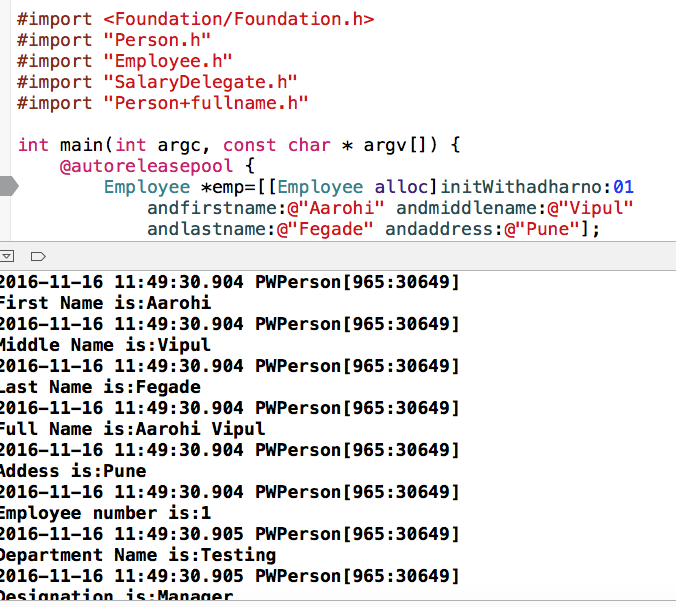 #import <Foundation/Foundation.h>
#import "Person.h"
#import "Employee.h"
#import "SalaryDelegate.h"
#import "Person+fullname.h"
int main(int argc, const char * argv[]) {
@autoreleasepool {
Employee *emp=[[Employee alloc]initWithadharno:01
andfirstname:@"Aarohi" andmiddlename:@"Vipul"
andlastname:@"Fegade" andaddress:@"Pune"];
2016-11-16 11:49:30.904 PWPerson[965:30649]
First Name is:Aarohi
2016-11-16 11:49:30.904 PWPerson[965:30649]
Middle Name is:Vipul
2016-11-16 11:49:30.904 PWPerson[965:30649]
Last Name is:Fegade
2016-11-16 11:49:30.904 PWPerson[965:30649]
Full Name is:Aarohi Vipul
2016-11-16 11:49:30.904 PWPerson[965:30649]
Addess is:Pune
2016-11-16 11:49:30.904 PWPerson[965:30649]
Employee number is:1
2016-11-16 11:49:30.905 PWPerson[965:30649]
Department Name is:Testing
2016-11-16 11:49:30.905 PWPerson[965:30649]
Designation is:Manager